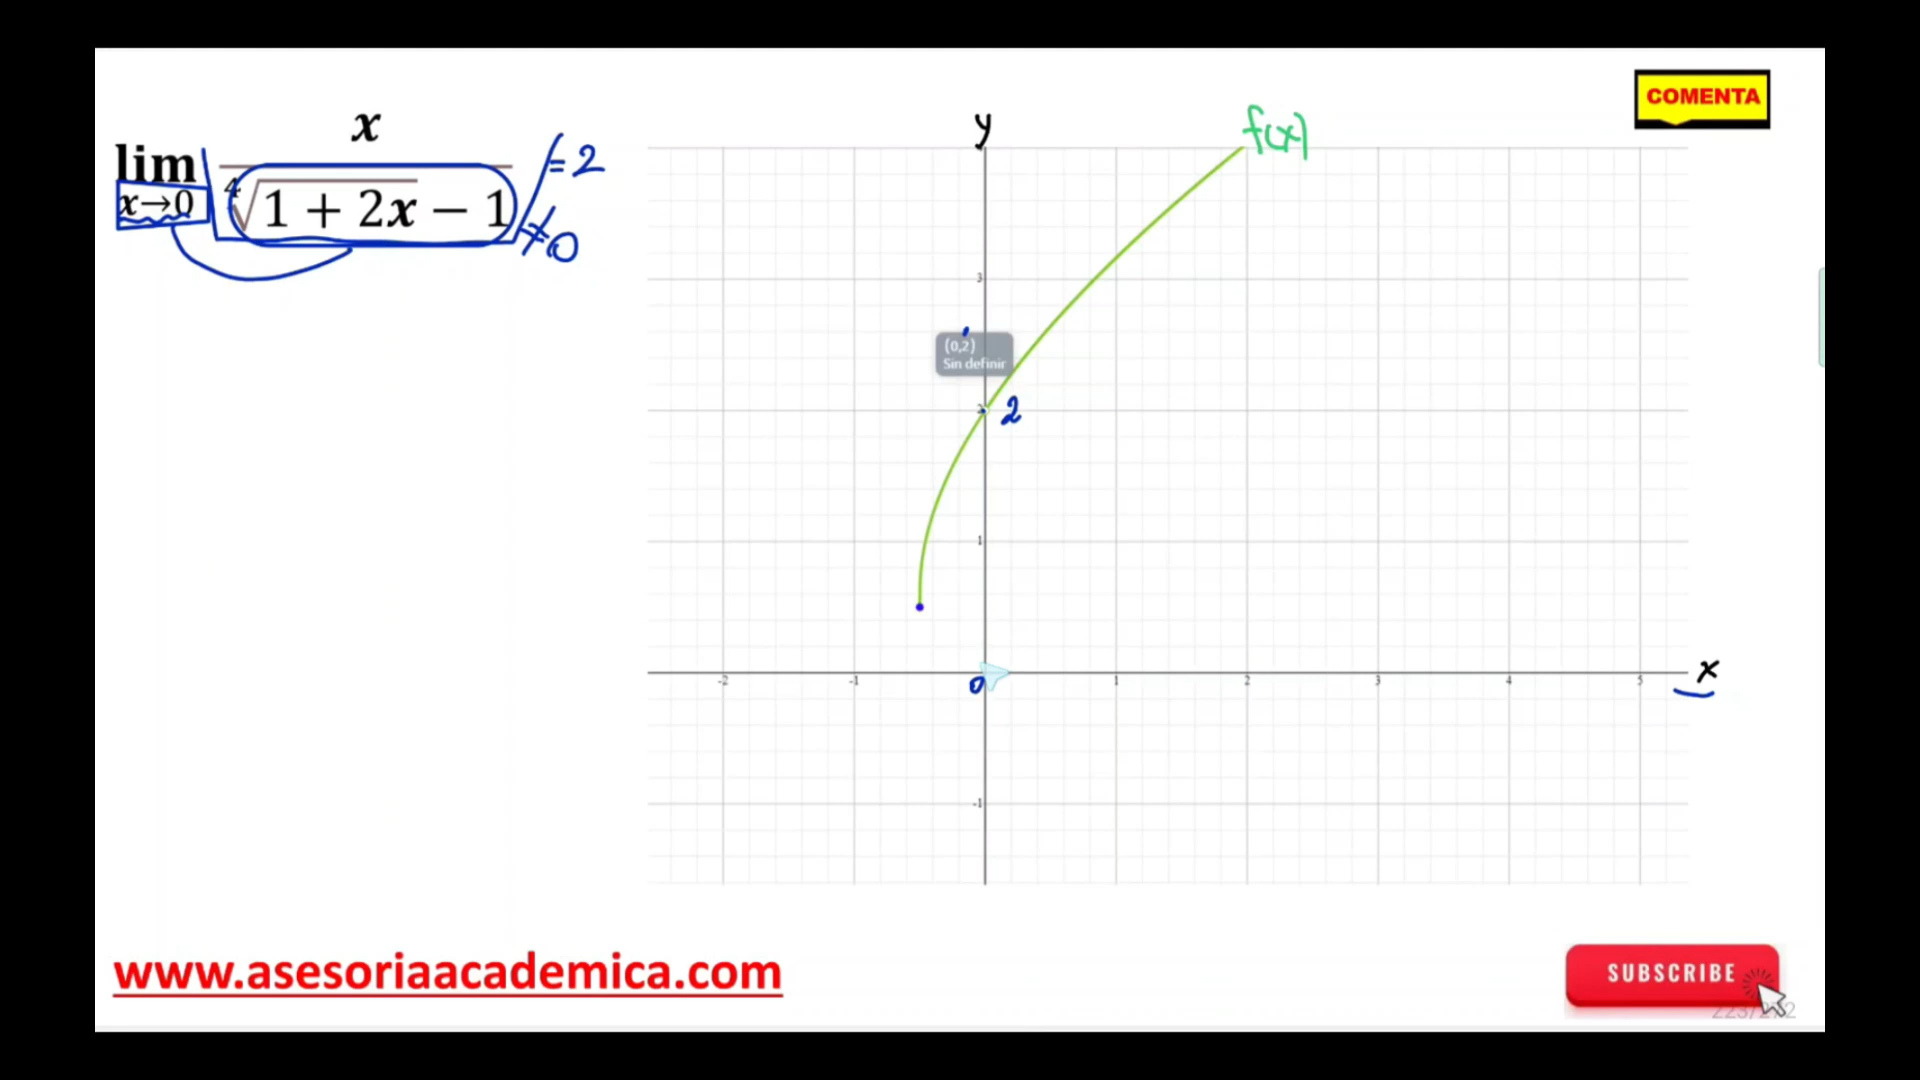 COMENTA
y
f(x)
lim x→0 x / ⁴√1 + 2x − 1 = 2
≠0
3
(0,2)
Sin definir
2 2
1
0
-2 -1 1 2 3 4 5 x
-1
www.asesoriaacademica.com
SUBSCRIBE